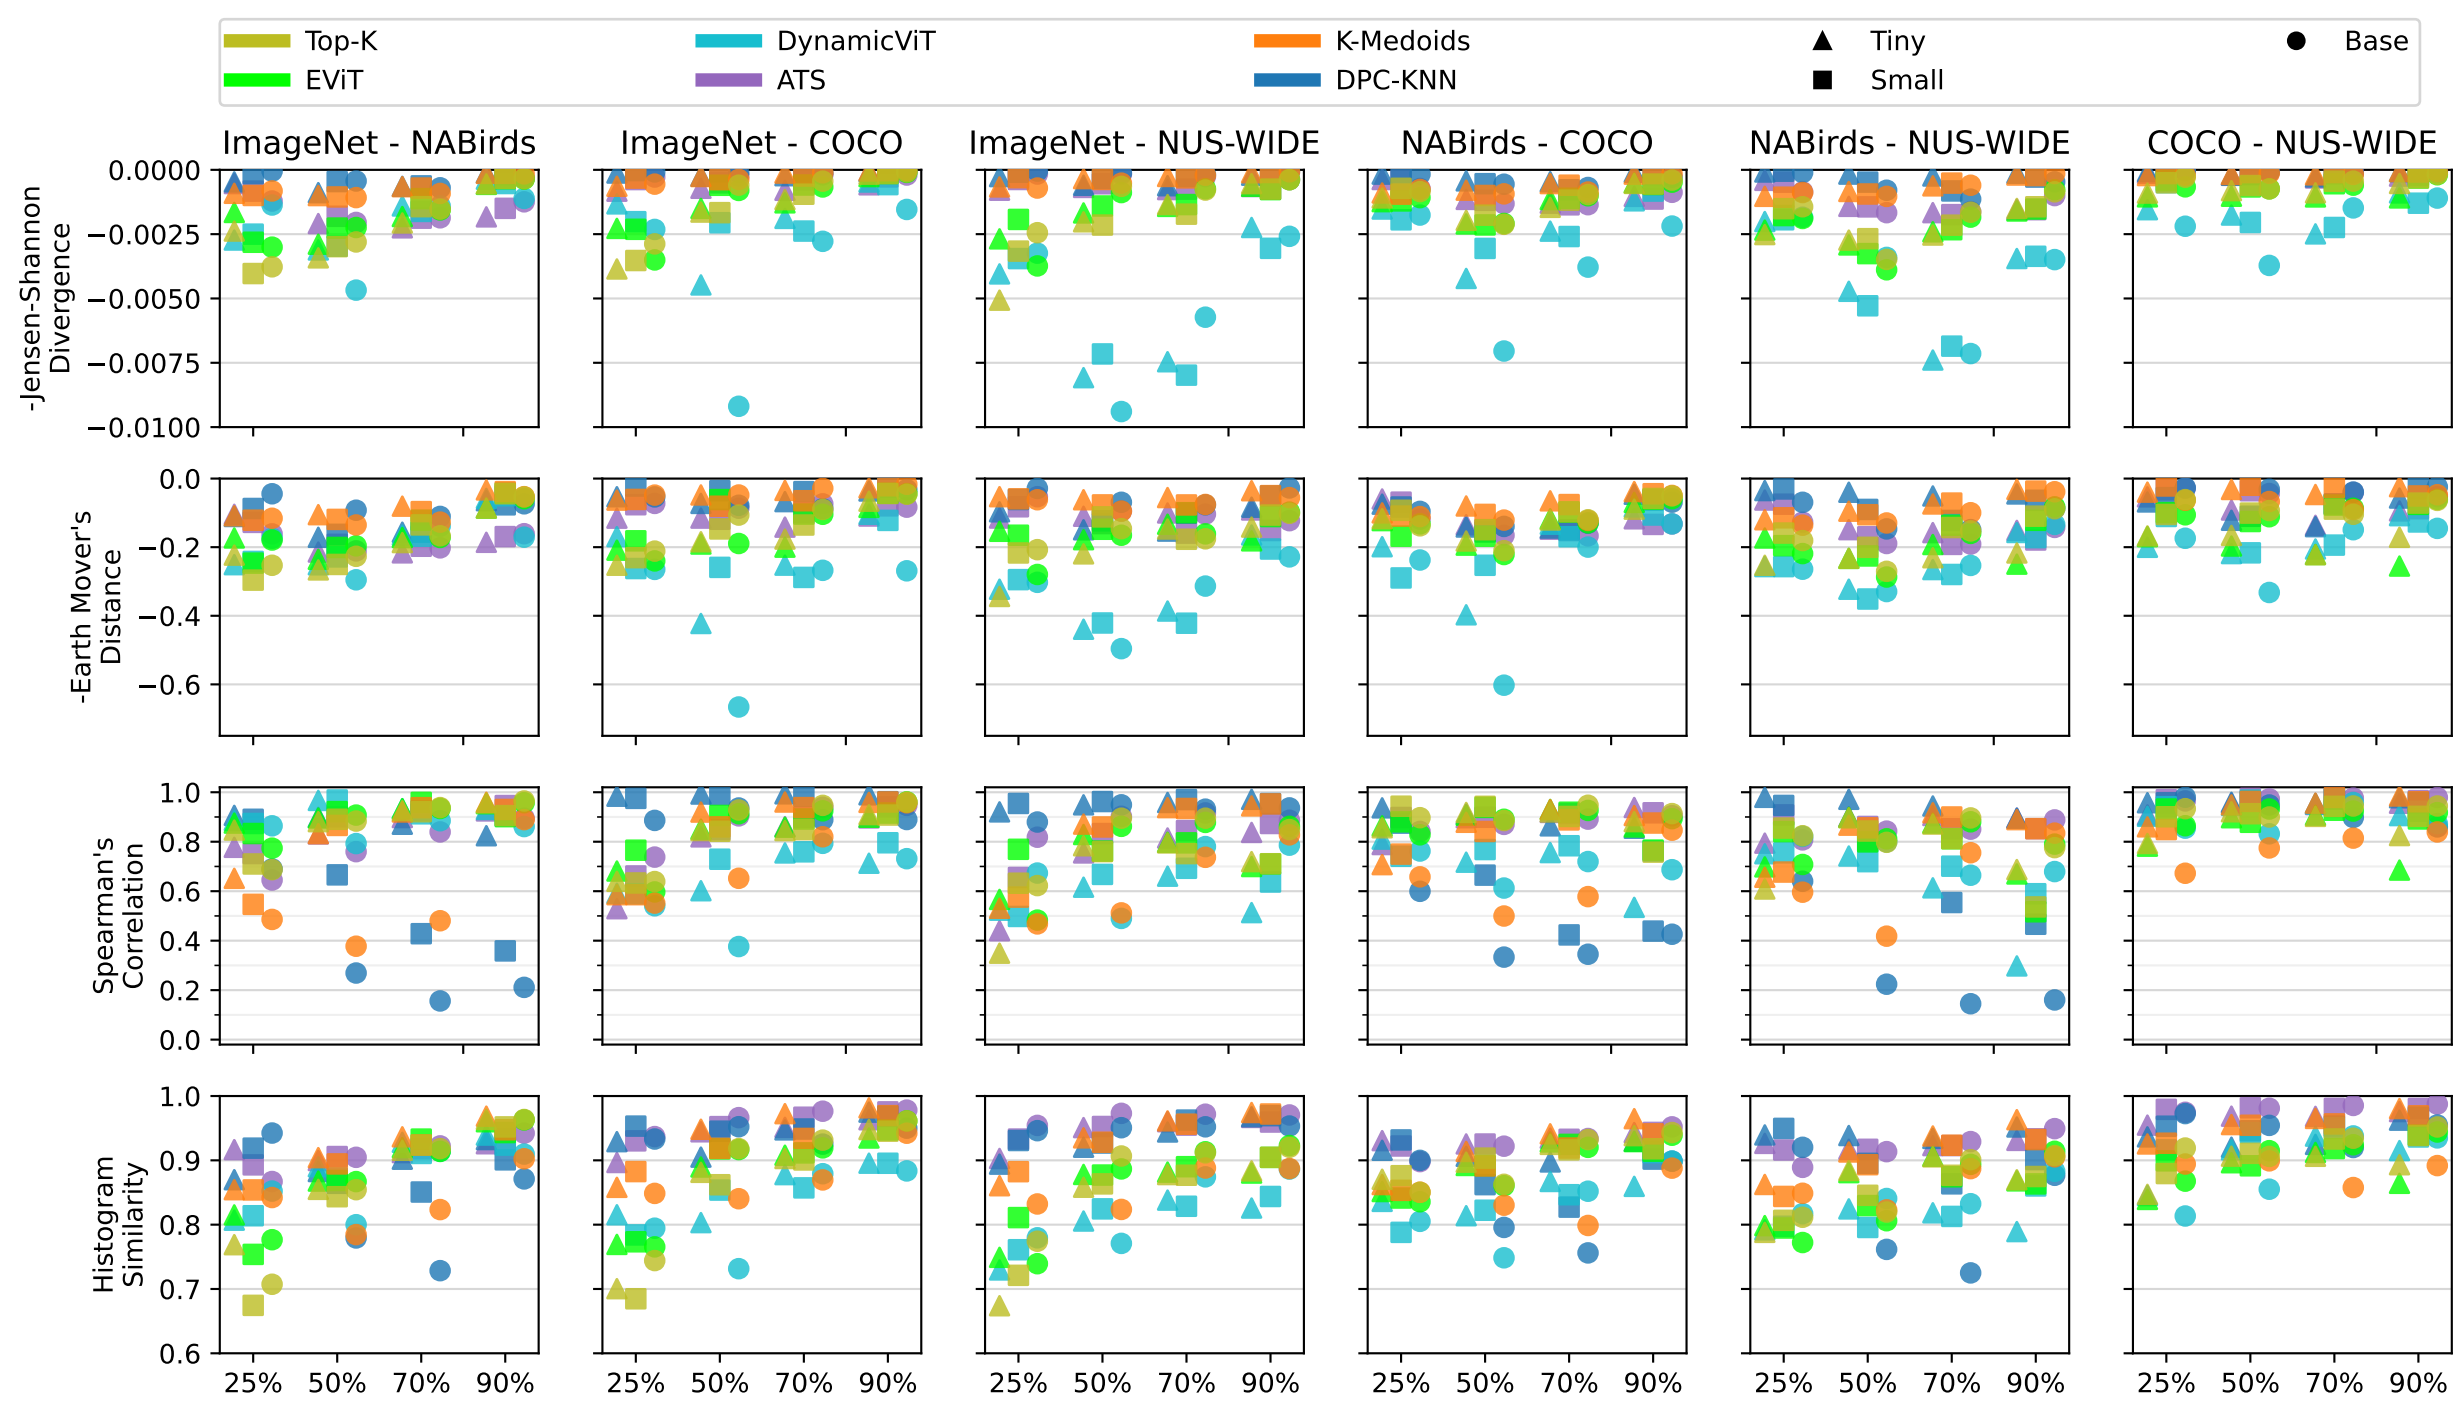 Top-K DynamicViT K-Medoids Tiny Base
EViT ATS DPC-KNN Small
ImageNet - NABirds ImageNet - COCO ImageNet - NUS-WIDE NABirds - COCO NABirds - NUS-WIDE COCO - NUS-WIDE
-Jensen-Shannon
Divergence
0.0000
−0.0025
−0.0050
−0.0075
−0.0100
-Earth Mover's
Distance
0.0
−0.2
−0.4
−0.6
Spearman's
Correlation
1.0
0.8
0.6
0.4
0.2
0.0
Histogram
Similarity
1.0
0.9
0.8
0.7
0.6
25% 50% 70% 90% 25% 50% 70% 90% 25% 50% 70% 90% 25% 50% 70% 90% 25% 50% 70% 90% 25% 50% 70% 90%